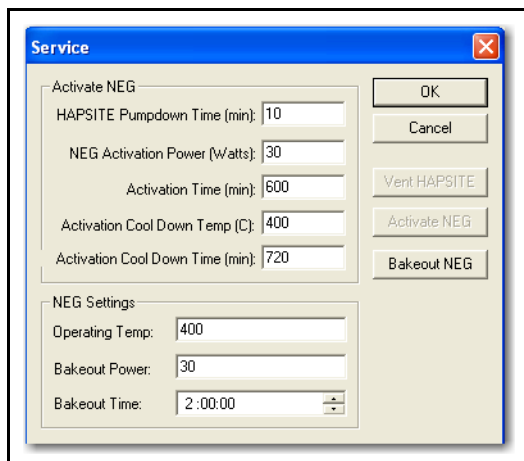 Service
Activate NEG
HAPSITE Pumpdown Time (min): 10
NEG Activation Power (Watts): 30
Activation Time (min): 600
Activation Cool Down Temp (C): 400
Activation Cool Down Time (min): 720
OK
Cancel
Vent HAPSITE
Activate NEG
Bakeout NEG
NEG Settings
Operating Temp: 400
Bakeout Power: 30
Bakeout Time: 2 :00:00